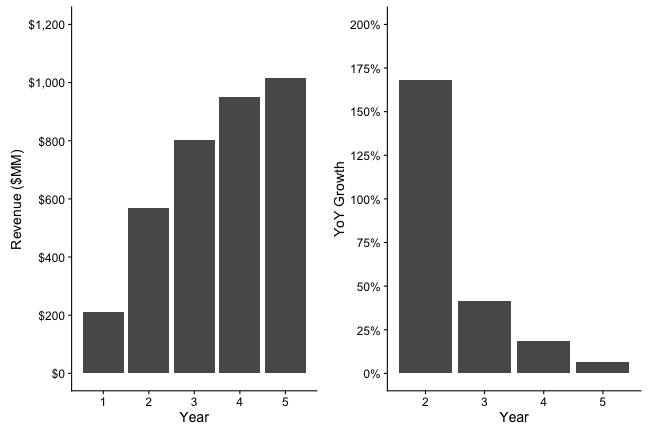 $1,200
$1,000
$800
$600
$400
$200
$0
Revenue ($MM)
1 2 3 4 5
Year
200%
175%
150%
125%
100%
75%
50%
25%
0%
YoY Growth
2 3 4 5
Year